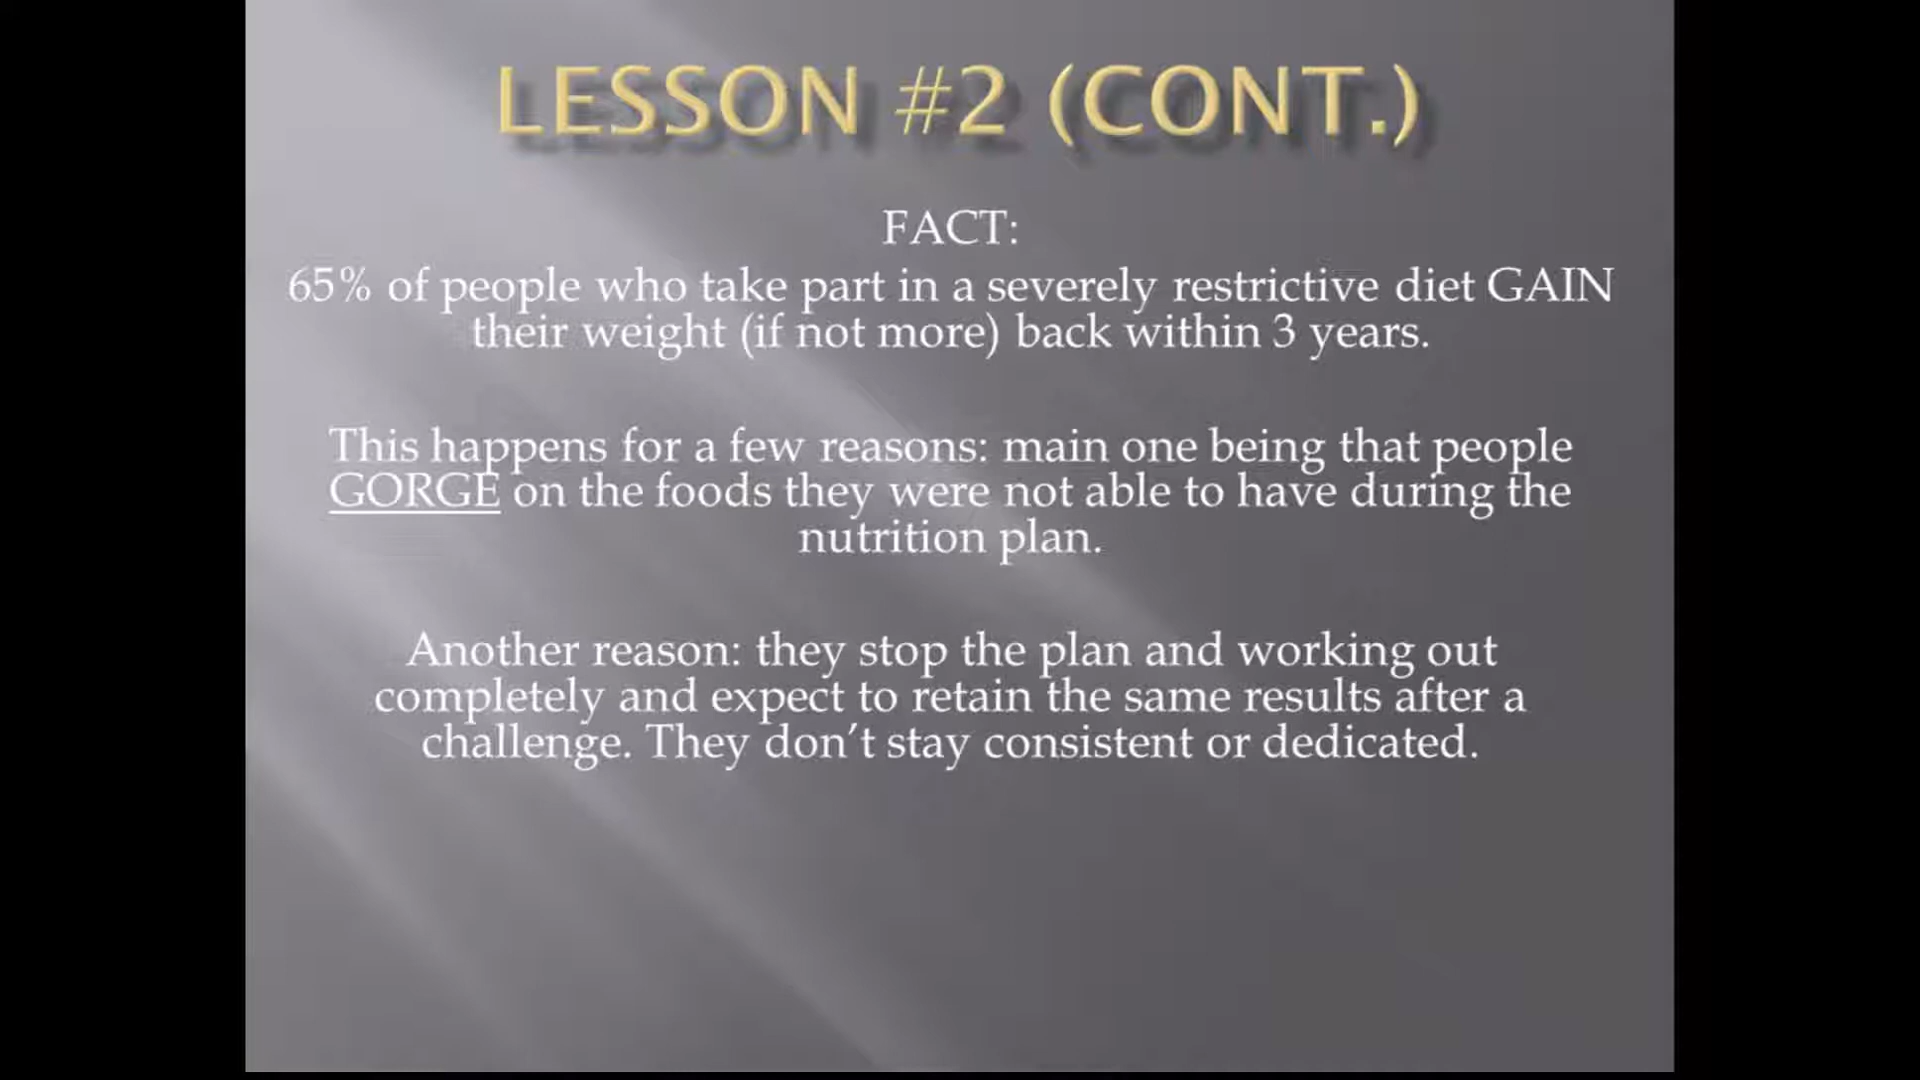 LESSON #2 (CONT.)
FACT:
65% of people who take part in a severely restrictive diet GAIN
their weight (if not more) back within 3 years.
This happens for a few reasons: main one being that people
GORGE on the foods they were not able to have during the
nutrition plan.
Another reason: they stop the plan and working out
completely and expect to retain the same results after a
challenge. They don’t stay consistent or dedicated.